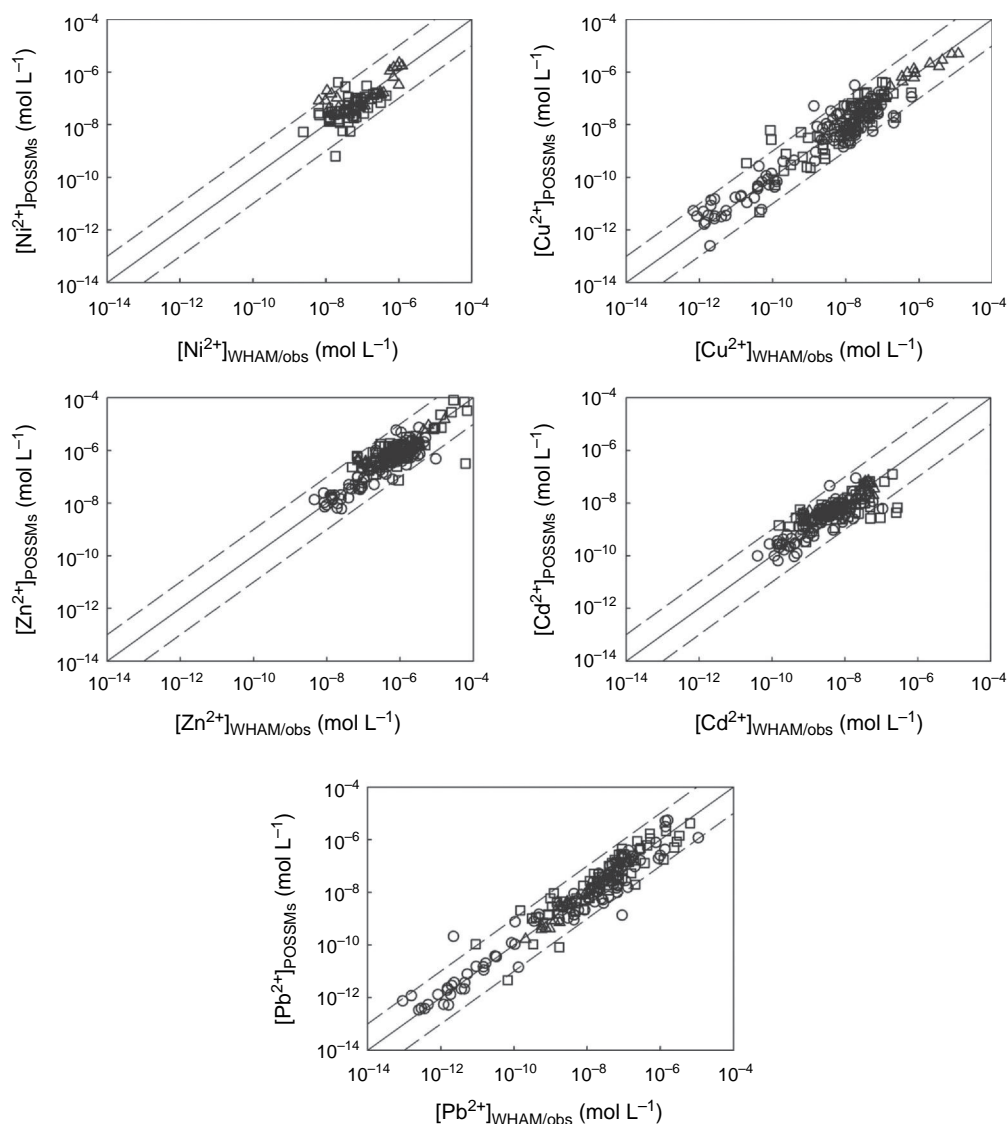 10⁻⁴
10⁻⁶
10⁻⁸
10⁻¹⁰
10⁻¹²
10⁻¹⁴
[Ni²⁺]POSSMs (mol L⁻¹)
10⁻¹⁴ 10⁻¹² 10⁻¹⁰ 10⁻⁸ 10⁻⁶ 10⁻⁴
[Ni²⁺]WHAM/obs (mol L⁻¹)
10⁻⁴
10⁻⁶
10⁻⁸
10⁻¹⁰
10⁻¹²
10⁻¹⁴
[Cu²⁺]POSSMs (mol L⁻¹)
10⁻¹⁴ 10⁻¹² 10⁻¹⁰ 10⁻⁸ 10⁻⁶ 10⁻⁴
[Cu²⁺]WHAM/obs (mol L⁻¹)
10⁻⁴
10⁻⁶
10⁻⁸
10⁻¹⁰
10⁻¹²
10⁻¹⁴
[Zn²⁺]POSSMs (mol L⁻¹)
10⁻¹⁴ 10⁻¹² 10⁻¹⁰ 10⁻⁸ 10⁻⁶ 10⁻⁴
[Zn²⁺]WHAM/obs (mol L⁻¹)
10⁻⁴
10⁻⁶
10⁻⁸
10⁻¹⁰
10⁻¹²
10⁻¹⁴
[Cd²⁺]POSSMs (mol L⁻¹)
10⁻¹⁴ 10⁻¹² 10⁻¹⁰ 10⁻⁸ 10⁻⁶ 10⁻⁴
[Cd²⁺]WHAM/obs (mol L⁻¹)
10⁻⁴
10⁻⁶
10⁻⁸
10⁻¹⁰
10⁻¹²
10⁻¹⁴
[Pb²⁺]POSSMs (mol L⁻¹)
10⁻¹⁴ 10⁻¹² 10⁻¹⁰ 10⁻⁸ 10⁻⁶ 10⁻⁴
[Pb²⁺]WHAM/obs (mol L⁻¹)